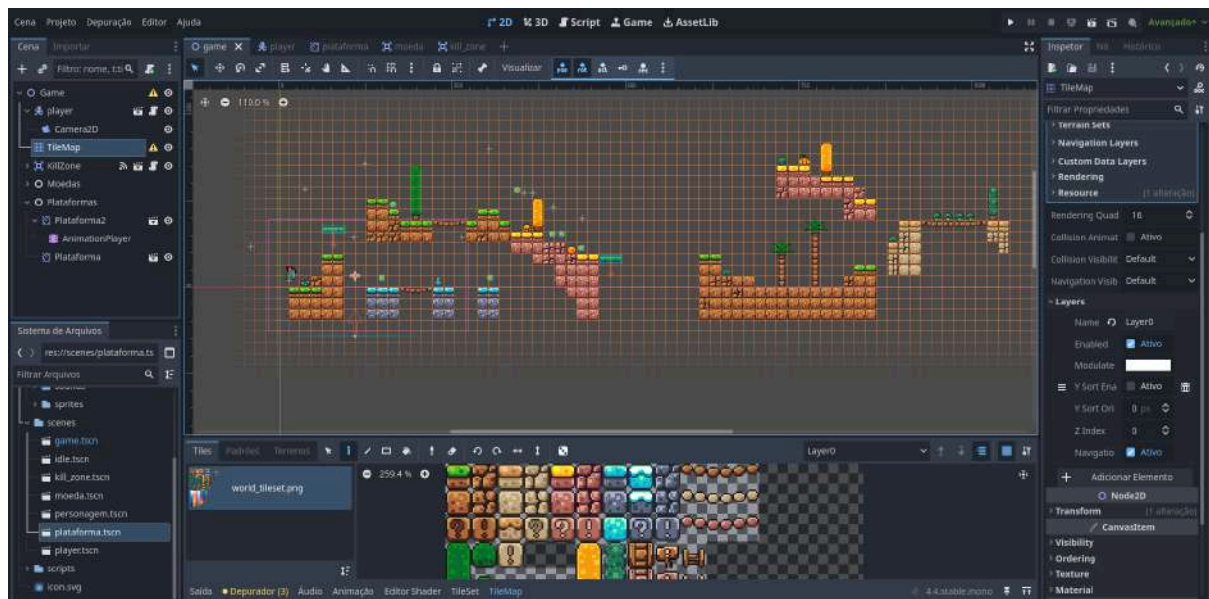 Cena Projeto Depuração Editor Ajuda
2D 3D Script Game AssetLib
Avançado+
Cena Importar
game player plataforma moeda kill_zone
Inspetor Nó Histórico
Filtro: nome, t:ti
Visualizar
TileMap
110.0 %
Filtrar Propriedades
Game
player
Camera2D
TileMap
KillZone
Moedas
Plataformas
Plataforma2
AnimationPlayer
Plataforma
Terrain Sets
Navigation Layers
Custom Data Layers
Rendering
Resource (1 alteração)
Rendering Quad 16
Collision Animat Ativo
Collision Visibilit Default
Navigation Visib Default
Layers
Name Layer0
Enabled Ativo
Modulate
Y Sort Ena Ativo
Y Sort Ori 0 px
Z Index 0
Navigatio Ativo
Adicionar Elemento
Node2D
Transform (1 alteração)
CanvasItem
Visibility
Ordering
Texture
Material
Sistema de Arquivos
res://scenes/plataforma.ts
Filtrar Arquivos
sounds
sprites
scenes
game.tscn
idle.tscn
kill_zone.tscn
moeda.tscn
personagem.tscn
plataforma.tscn
player.tscn
scripts
icon.svg
Tiles Padrões Terrenos
Layer0
world_tileset.png
259.4 %
Saída Depurador (3) Áudio Animação Editor Shader TileSet TileMap
4.4.stable.mono